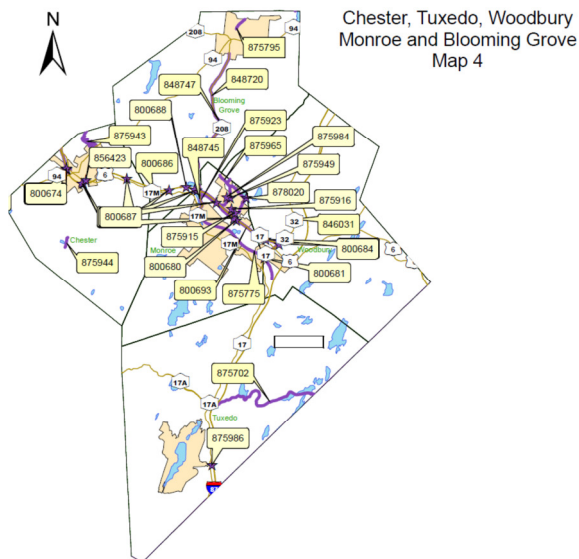 Chester, Tuxedo, Woodbury
Monroe and Blooming Grove
Map 4
N
208
94
875795
94
848747
848720
Blooming
Grove
800688
875923
208
875984
875943
848745
875965
856423
800686
875949
6
94
17M
878020
800674
875916
800687
17M
32
846031
Chester
875915
17
32
Monroe
17M
Woodbury
800684
6
800680
17
6
875944
800681
800693
875775
17
875702
17A
17A
Tuxedo
875986